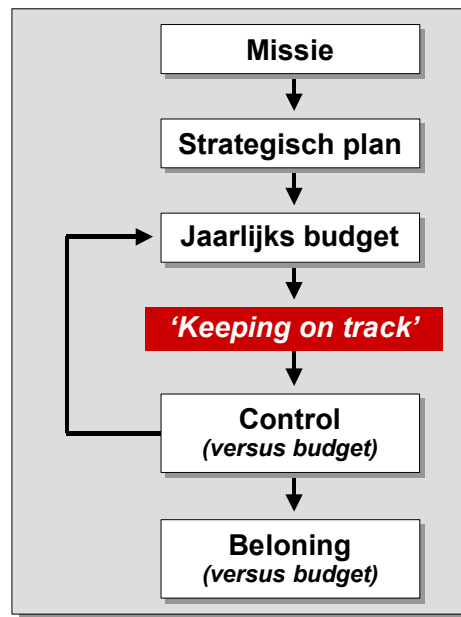 Missie
Strategisch plan
Jaarlijks budget
‘Keeping on track’
Control
(versus budget)
Beloning
(versus budget)